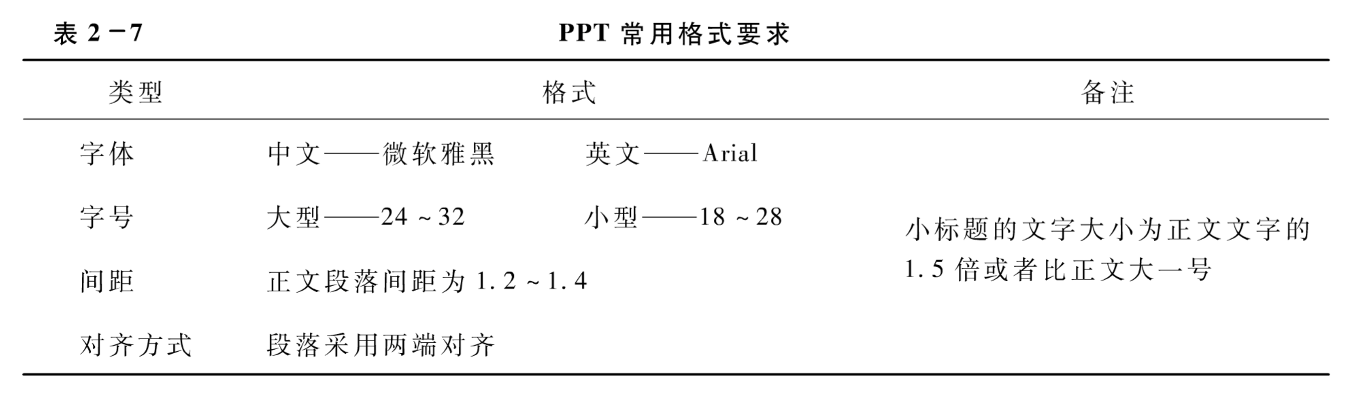 表 2－7 PPT 常用格式要求
类型 格式 备注
字体 中文——微软雅黑 英文——Arial
字号 大型——24～32 小型——18～28
间距 正文段落间距为 1.2～1.4
对齐方式 段落采用两端对齐
小标题的文字大小为正文文字的
1.5 倍或者比正文大一号